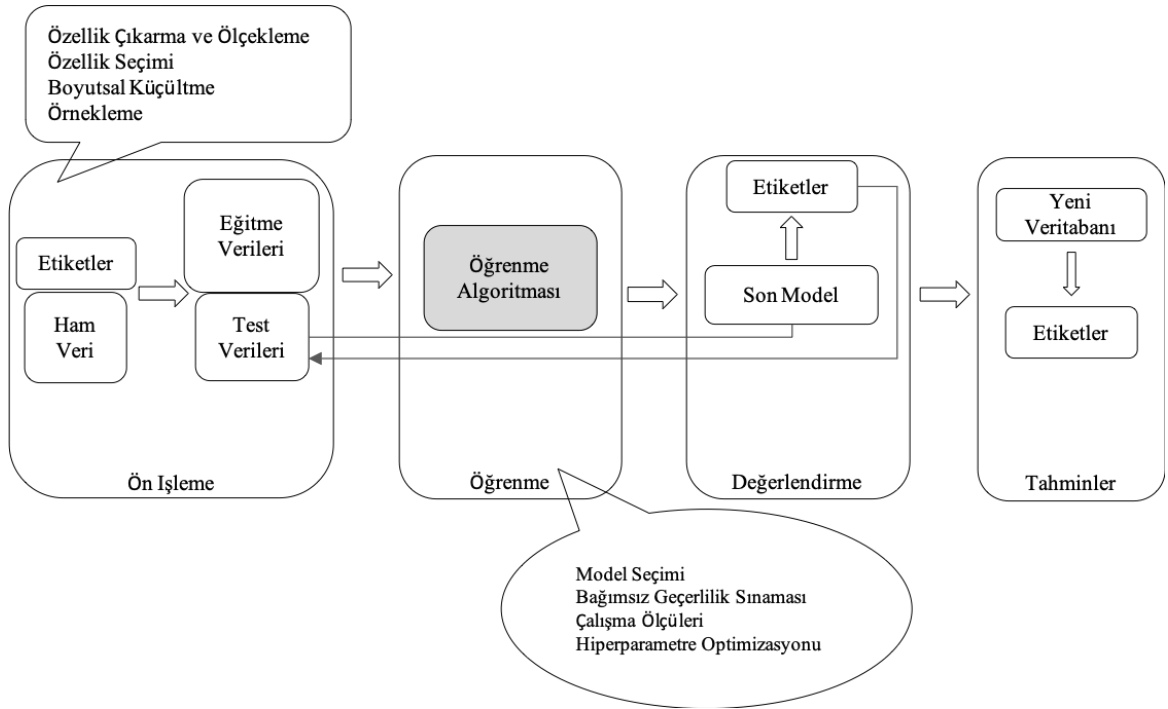 Özellik Çıkarma ve Ölçekleme
Özellik Seçimi
Boyutsal Küçültme
Örnekleme
Etiketler
Ham
Veri
Eğitme
Verileri
Test
Verileri
Ön Işleme
Öğrenme
Algoritması
Öğrenme
Etiketler
Son Model
Değerlendirme
Yeni
Veritabanı
Etiketler
Tahminler
Model Seçimi
Bağımsız Geçerlilik Sınaması
Çalışma Ölçüleri
Hiperparametre Optimizasyonu